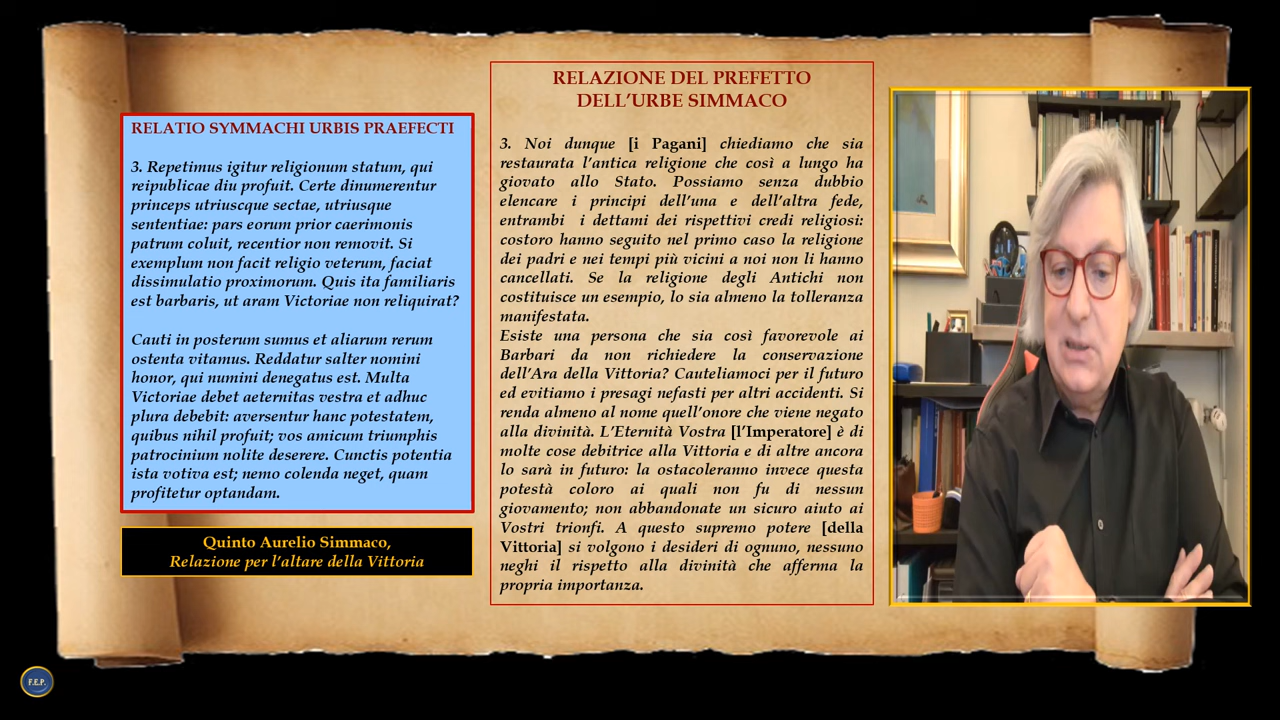 RELATIO SYMMACHI URBIS PRAEFECTI
3. Repetimus igitur religionum statum, qui
reipublicae diu profuit. Certe dinumerentur
princeps utriuscque sectae, utriusque
sententiae: pars eorum prior caerimonis
patrum coluit, recentior non removit. Si
exemplum non facit religio veterum, faciat
dissimulatio proximorum. Quis ita familiaris
est barbaris, ut aram Victoriae non reliquirat?
Cauti in posterum sumus et aliarum rerum
ostenta vitamus. Reddatur salter nomini
honor, qui numini denegatus est. Multa
Victoriae debet aeternitas vestra et adhuc
plura debebit: aversentur hanc potestatem,
quibus nihil profuit; vos amicum triumphis
patrocinium nolite deserere. Cunctis potentia
ista votiva est; nemo colenda neget, quam
profitetur optandam.
Quinto Aurelio Simmaco,
Relazione per l'altare della Vittoria
RELAZIONE DEL PREFETTO
DELL'URBE SIMMACO
3. Noi dunque [i Pagani] chiediamo che sia
restaurata l'antica religione che così a lungo ha
giovato allo Stato. Possiamo senza dubbio
elencare i principi dell'una e dell'altra fede,
entrambi i dettami dei rispettivi credi religiosi:
costoro hanno seguito nel primo caso la religione
dei padri e nei tempi più vicini a noi non li hanno
cancellati. Se la religione degli Antichi non
costituisce un esempio, lo sia almeno la tolleranza
manifestata.
Esiste una persona che sia così favorevole ai
Barbari da non richiedere la conservazione
dell'Ara della Vittoria? Cauteliamoci per il futuro
ed evitiamo i presagi nefasti per altri accidenti. Si
renda almeno al nome quell'onore che viene negato
alla divinità. L'Eternità Vostra [l'Imperatore] è di
molte cose debitrice alla Vittoria e di altre ancora
lo sarà in futuro: la ostacoleranno invece questa
potestà coloro ai quali non fu di nessun
giovamento; non abbandonate un sicuro aiuto ai
Vostri trionfi. A questo supremo potere [della
Vittoria] si volgono i desideri di ognuno, nessuno
neghi il rispetto alla divinità che afferma la
propria importanza.
F.E.P.